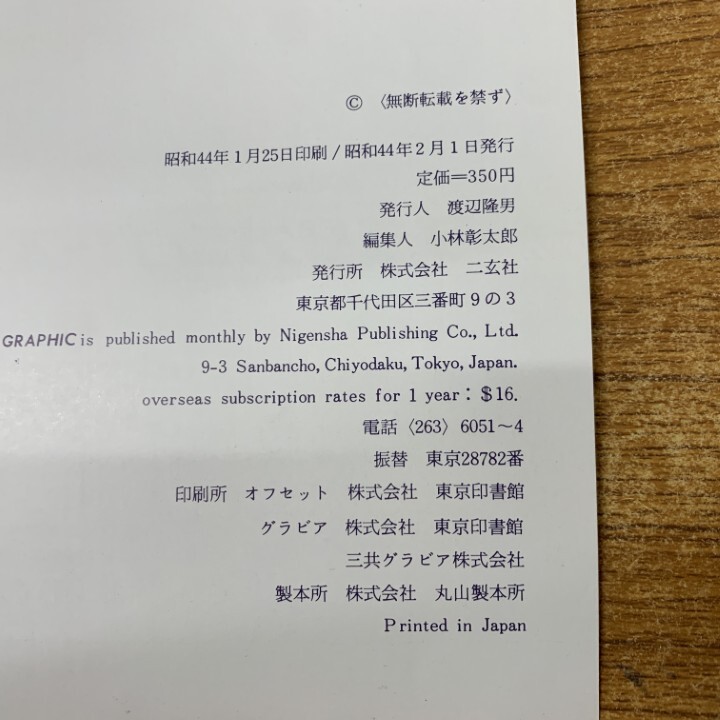 © 〈無断転載を禁ず〉
昭和44年1月25日印刷 / 昭和44年2月1日発行
定価＝350円
発行人 渡辺隆男
編集人 小林彰太郎
発行所 株式会社 二玄社
東京都千代田区三番町9の3
GRAPHIC is published monthly by Nigensha Publishing Co., Ltd.
9-3 Sanbancho, Chiyodaku, Tokyo, Japan.
overseas subscription rates for 1 year: $16.
電話〈263〉6051～4
振替 東京28782番
印刷所 オフセット 株式会社 東京印書館
グラビア 株式会社 東京印書館
三共グラビア株式会社
製本所 株式会社 丸山製本所
Printed in Japan